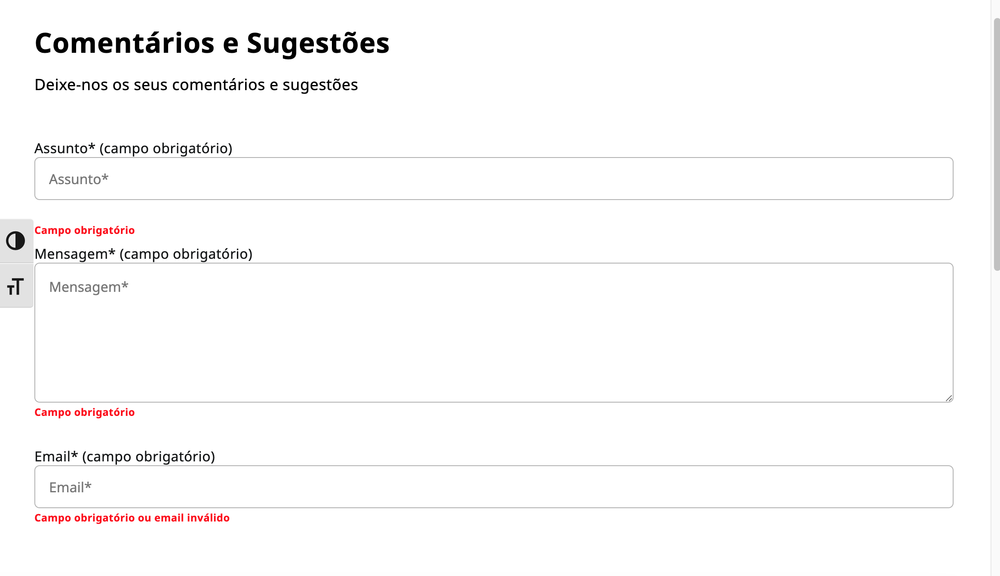 Comentários e Sugestões
Deixe-nos os seus comentários e sugestões
Assunto* (campo obrigatório)
Assunto*
Campo obrigatório
Mensagem* (campo obrigatório)
Mensagem*
Campo obrigatório
Email* (campo obrigatório)
Email*
Campo obrigatório ou email inválido